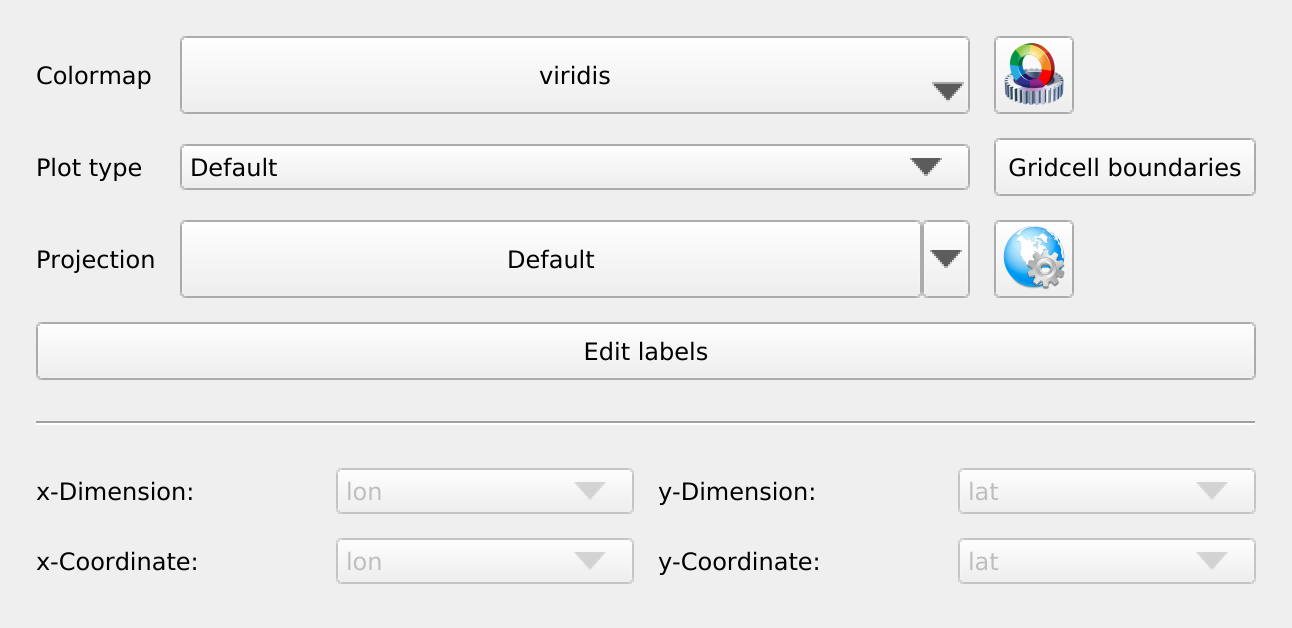 Colormap viridis
Plot type Default Gridcell boundaries
Projection Default
Edit labels
x-Dimension: lon y-Dimension: lat
x-Coordinate: lon y-Coordinate: lat